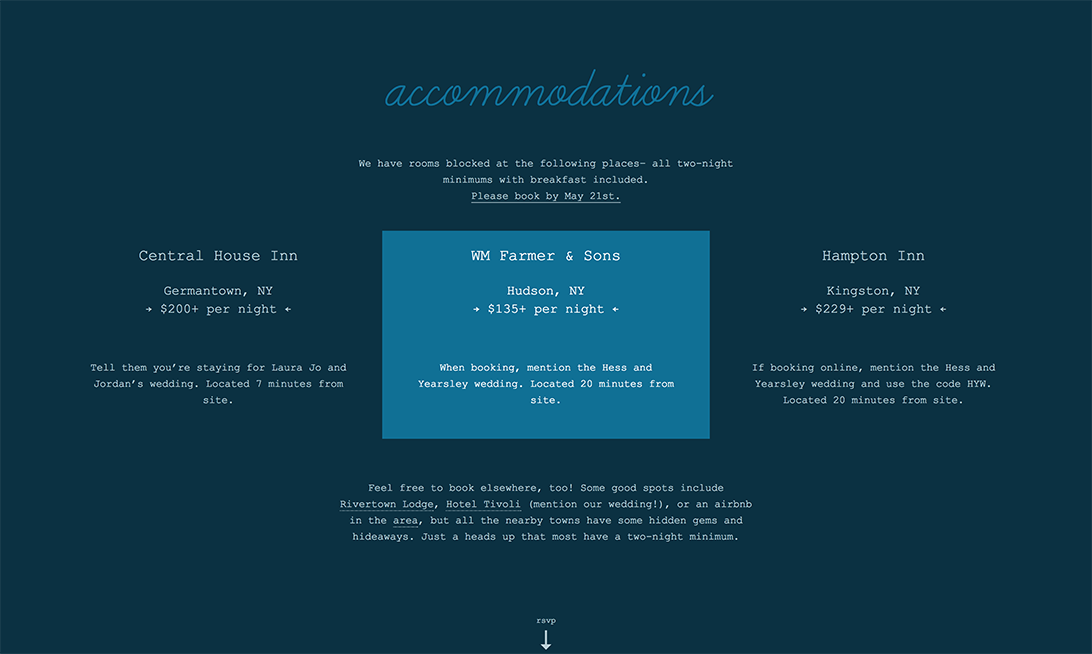 accommodations
We have rooms blocked at the following places– all two-night
minimums with breakfast included.
Please book by May 21st.
Central House Inn
Germantown, NY
→ $200+ per night ←
Tell them you’re staying for Laura Jo and
Jordan’s wedding. Located 7 minutes from
site.
WM Farmer & Sons
Hudson, NY
→ $135+ per night ←
When booking, mention the Hess and
Yearsley wedding. Located 20 minutes from
site.
Hampton Inn
Kingston, NY
→ $229+ per night ←
If booking online, mention the Hess and
Yearsley wedding and use the code HYW.
Located 20 minutes from site.
Feel free to book elsewhere, too! Some good spots include
Rivertown Lodge, Hotel Tivoli (mention our wedding!), or an airbnb
in the area, but all the nearby towns have some hidden gems and
hideaways. Just a heads up that most have a two-night minimum.
rsvp